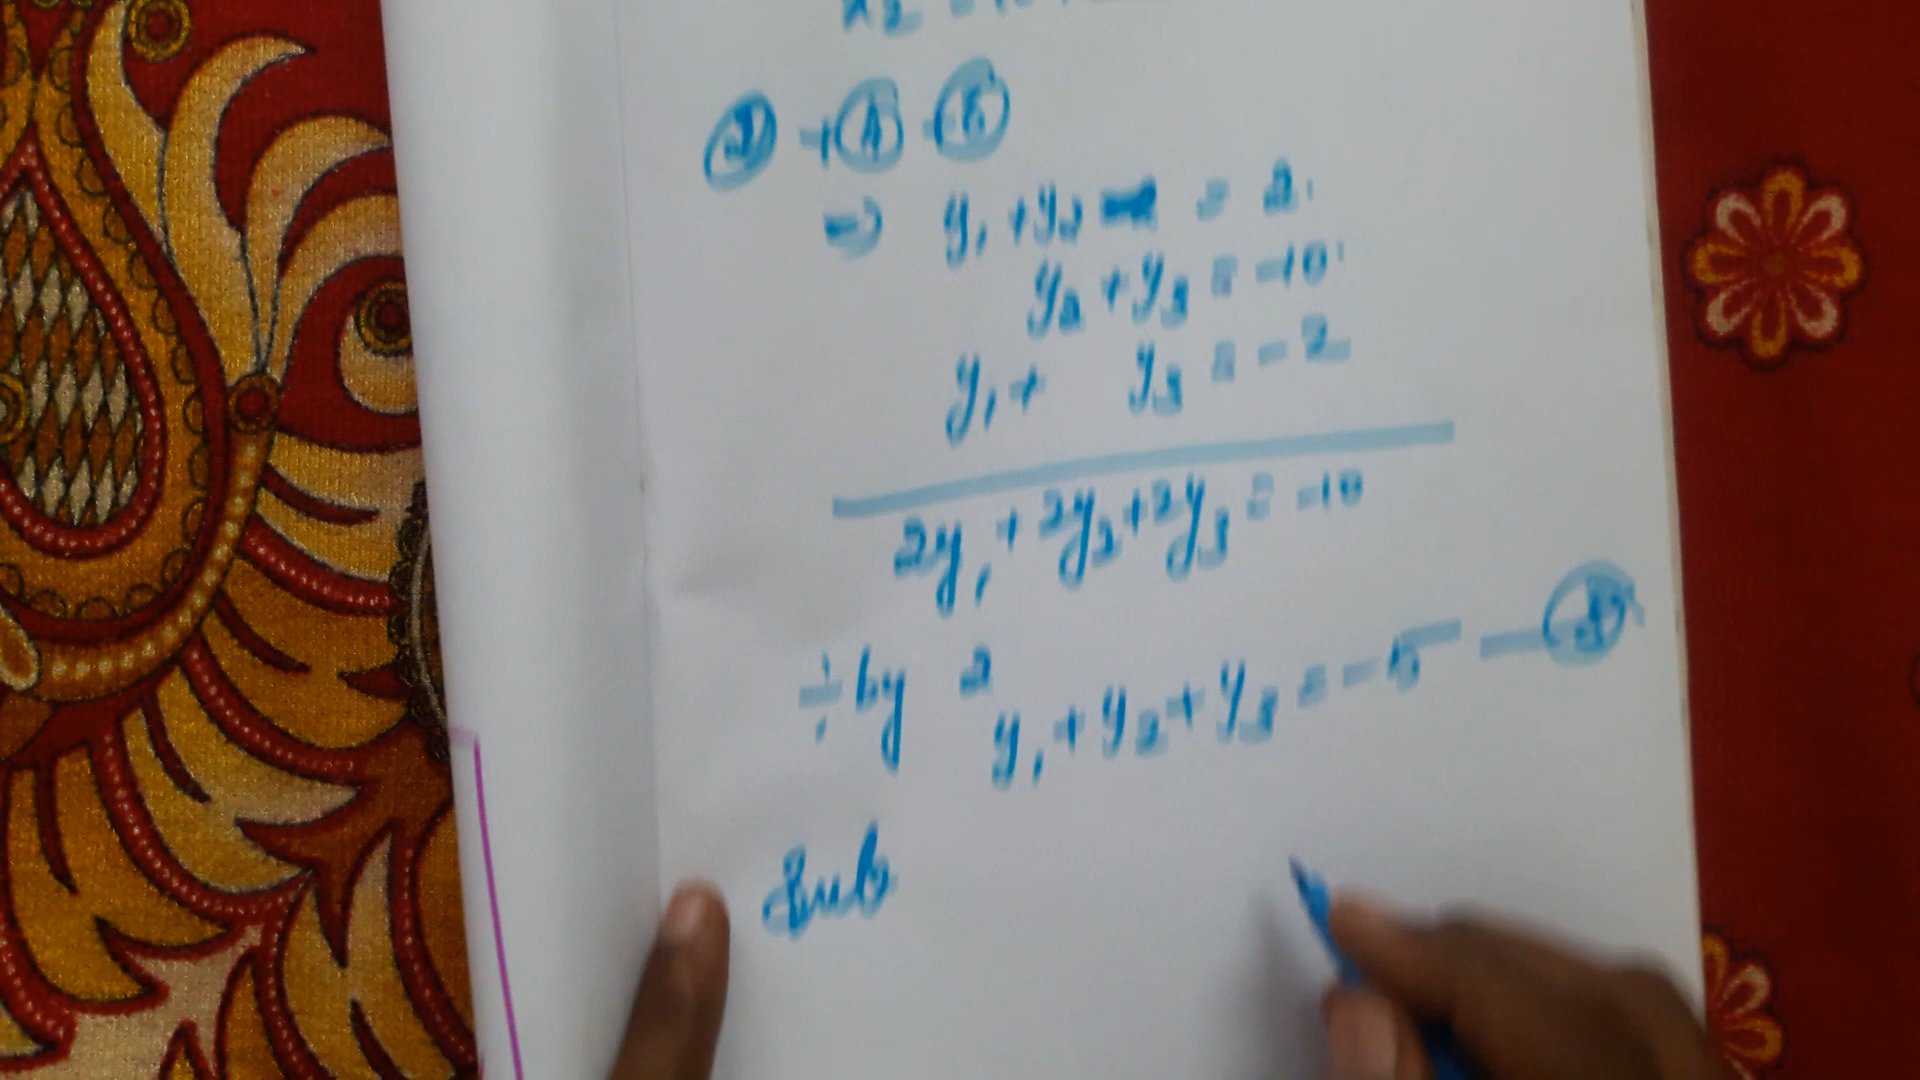 + ④
⇒ y₁ + y₂ = 2
y₂ + y₃ = -10
y₁ + y₃ = -2
2y₁ + 2y₂ + 2y₃ = -10
÷ by 2
y₁ + y₂ + y₃ = -5 —
Sub